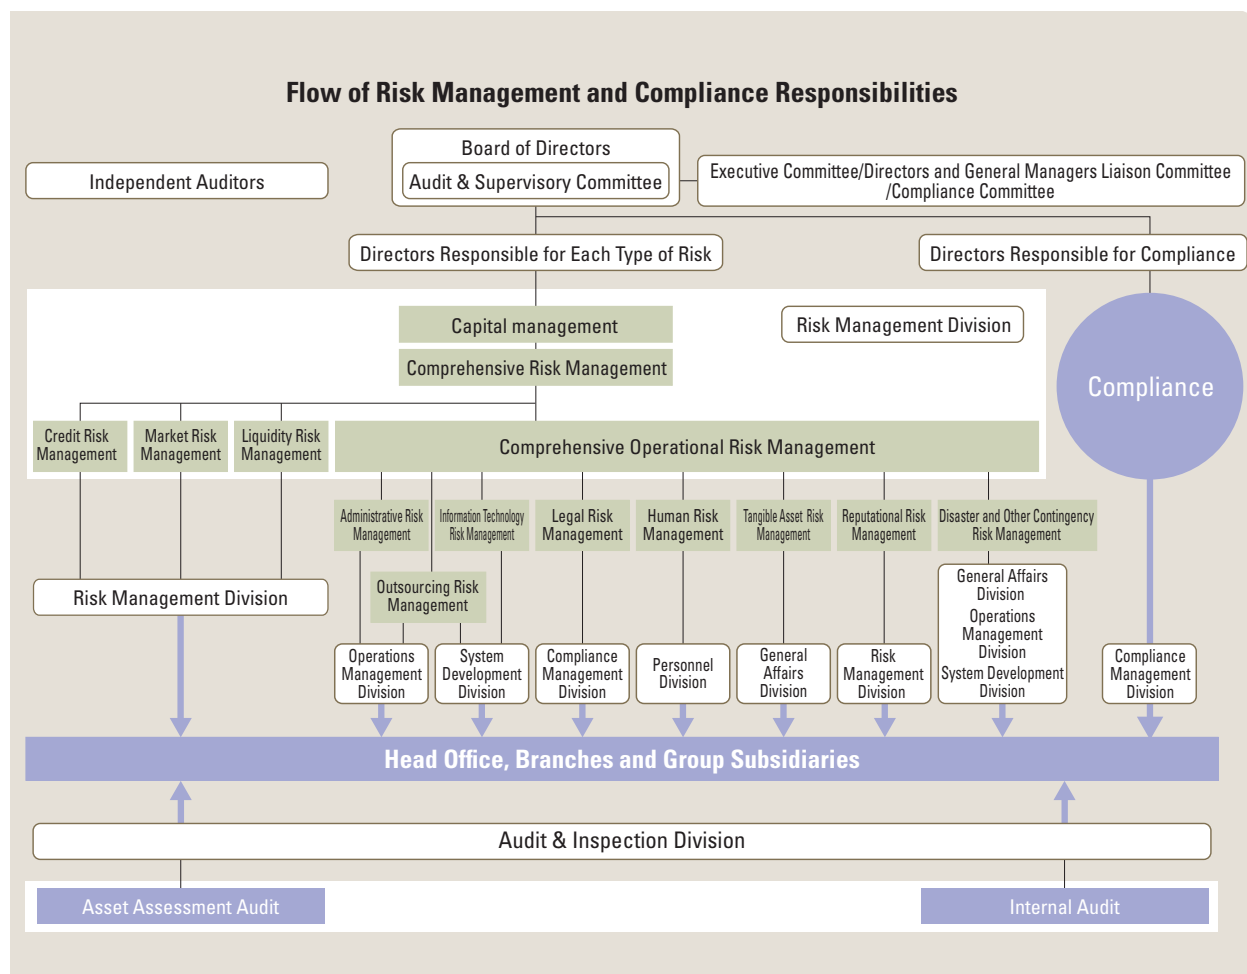 Flow of Risk Management and Compliance Responsibilities
Independent Auditors
Board of Directors
Audit & Supervisory Committee
Executive Committee/Directors and General Managers Liaison Committee
/Compliance Committee
Directors Responsible for Each Type of Risk
Directors Responsible for Compliance
Capital management
Risk Management Division
Comprehensive Risk Management
Compliance
Credit Risk
Management
Market Risk
Management
Liquidity Risk
Management
Comprehensive Operational Risk Management
Administrative Risk
Management
Information Technology
Risk Management
Legal Risk
Management
Human Risk
Management
Tangible Asset Risk
Management
Reputational Risk
Management
Disaster and Other Contingency
Risk Management
Outsourcing Risk
Management
Risk Management Division
Operations
Management
Division
System
Development
Division
Compliance
Management
Division
Personnel
Division
General
Affairs
Division
Risk
Management
Division
General Affairs
Division
Operations
Management
Division
System Development
Division
Compliance
Management
Division
Head Office, Branches and Group Subsidiaries
Audit & Inspection Division
Asset Assessment Audit
Internal Audit